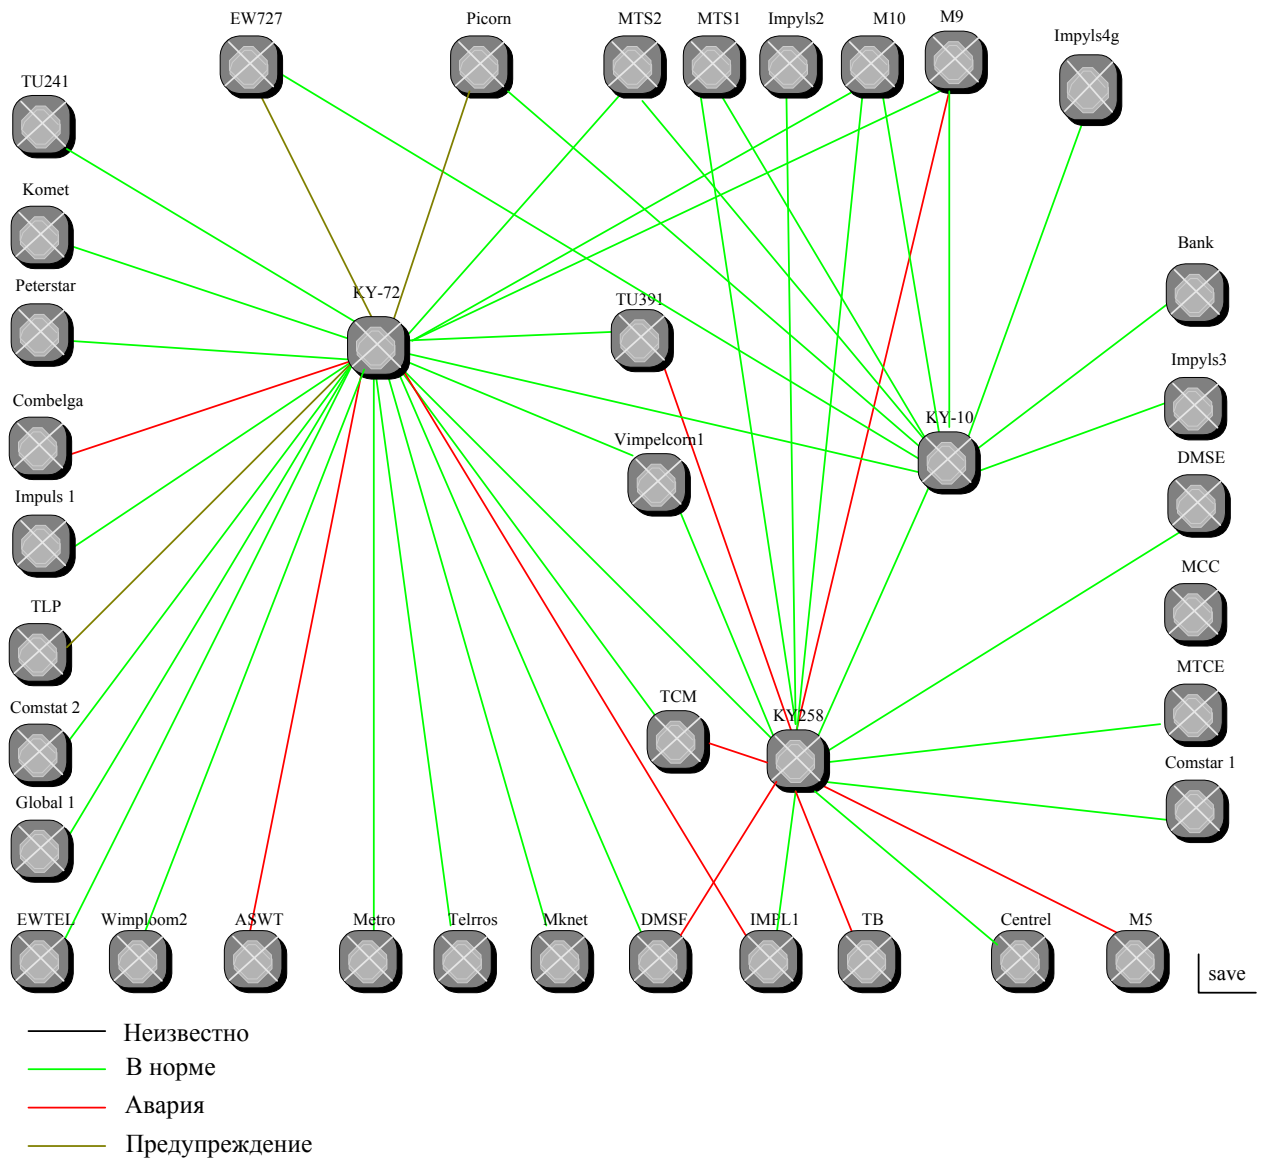 EW727
Picorn
MTS2
MTS1
Impyls2
M10
M9
Impyls4g
TU241
Komet
Bank
Peterstar
KY-72
TU391
Impyls3
Combelga
KY-10
Vimpelcom1
DMSE
Impuls 1
MCC
TLP
MTCE
TCM
Comstat 2
KY258
Comstar 1
Global 1
EWTEL
Wimploom2
ASWT
Metro
Telrros
Mknet
DMSF
IMPL1
TB
Centrel
M5
save
Неизвестно
В норме
Авария
Предупреждение